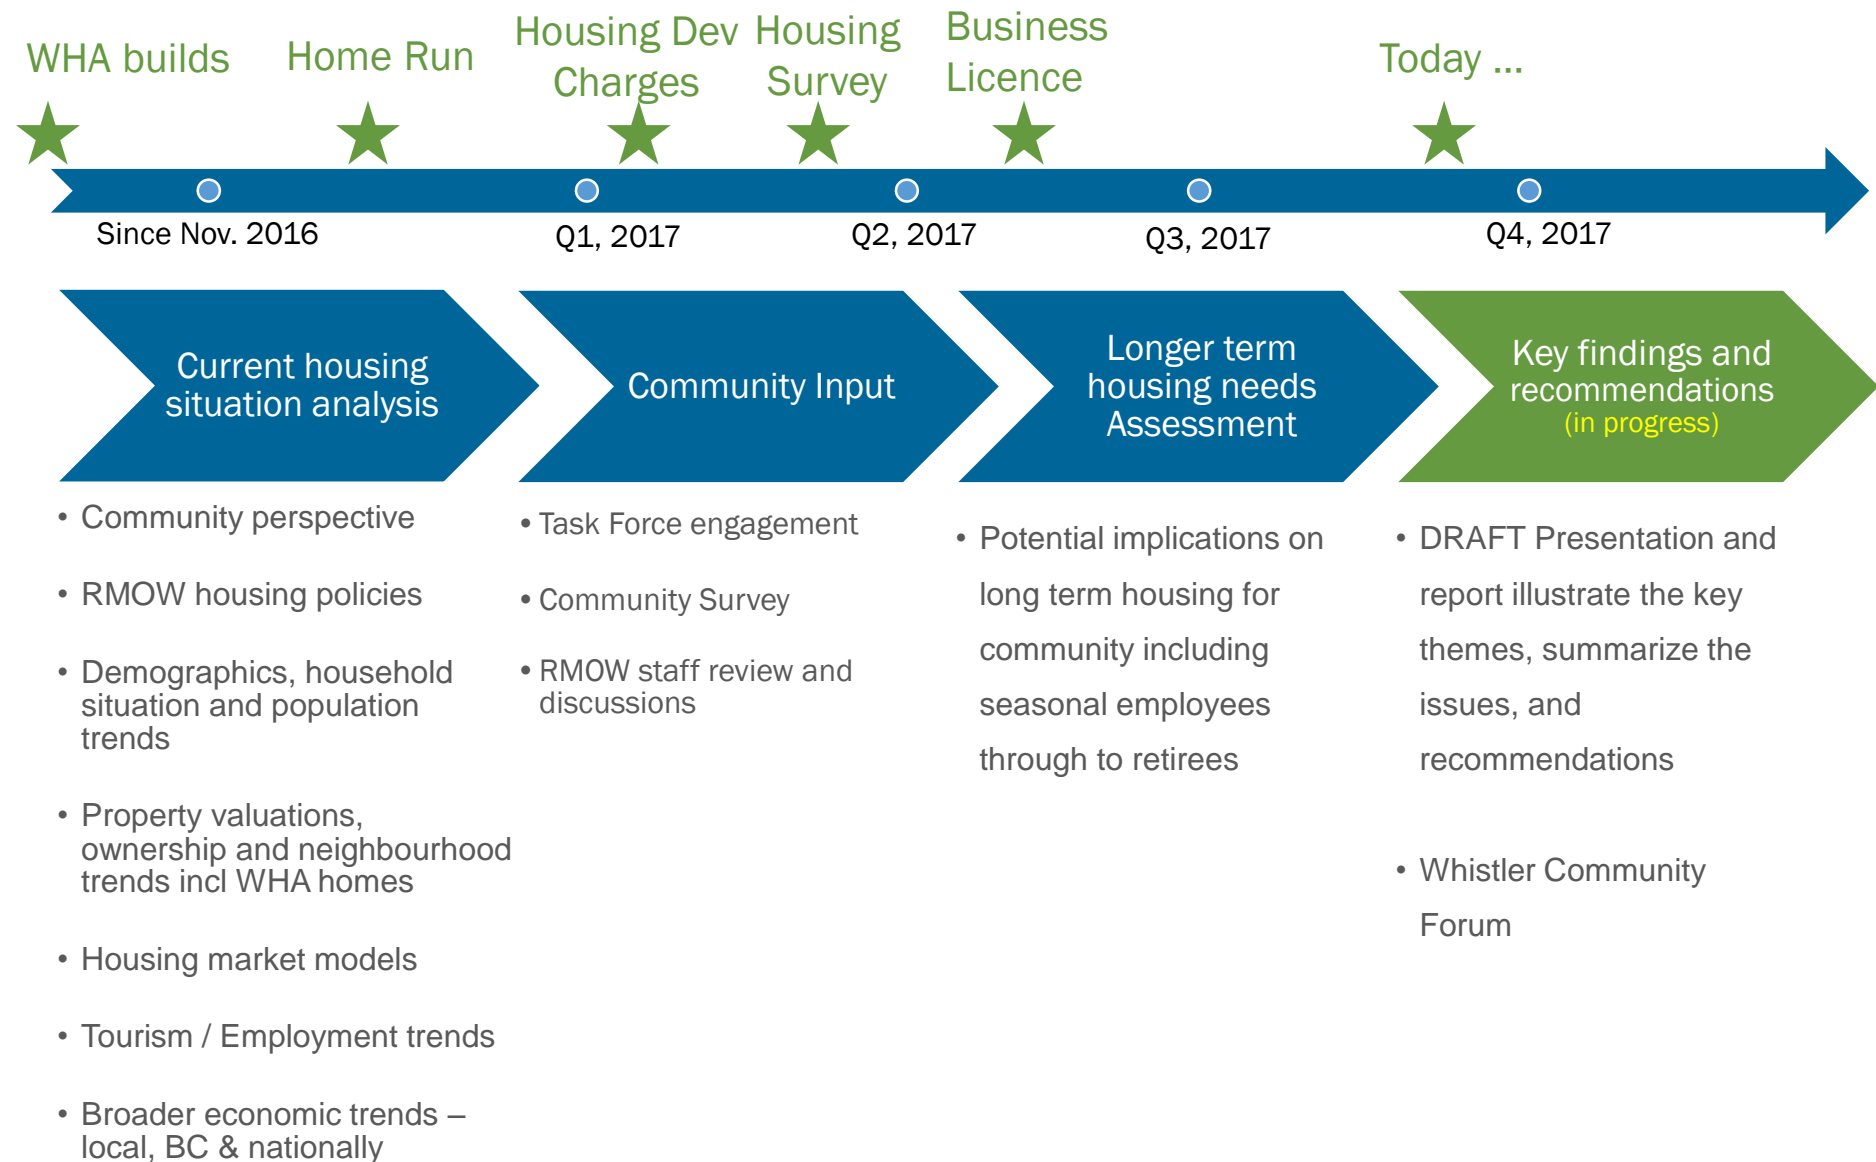 WHA builds
Home Run
Housing Dev
Charges
Housing
Survey
Business
Licence
Today ...
Since Nov. 2016
Q1, 2017
Q2, 2017
Q3, 2017
Q4, 2017
Current housing
situation analysis
Community Input
Longer term
housing needs
Assessment
Key findings and
recommendations
(in progress)
• Community perspective
• RMOW housing policies
• Demographics, household
situation and population
trends
• Property valuations,
ownership and neighbourhood
trends incl WHA homes
• Housing market models
• Tourism / Employment trends
• Broader economic trends –
local, BC & nationally
• Task Force engagement
• Community Survey
• RMOW staff review and
discussions
• Potential implications on
long term housing for
community including
seasonal employees
through to retirees
• DRAFT Presentation and
report illustrate the key
themes, summarize the
issues, and
recommendations
• Whistler Community
Forum